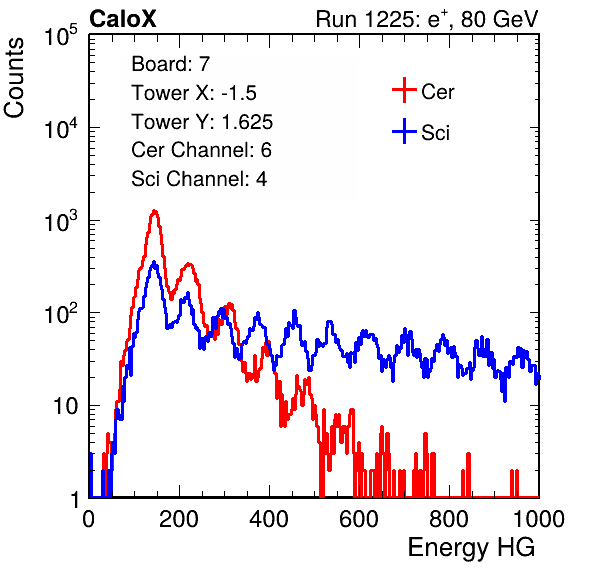 CaloX Run 1225: e⁺, 80 GeV
Counts
10⁵
10⁴
10³
10²
10
1
Board: 7
Tower X: -1.5
Tower Y: 1.625
Cer Channel: 6
Sci Channel: 4
Cer
Sci
0 200 400 600 800 1000
Energy HG